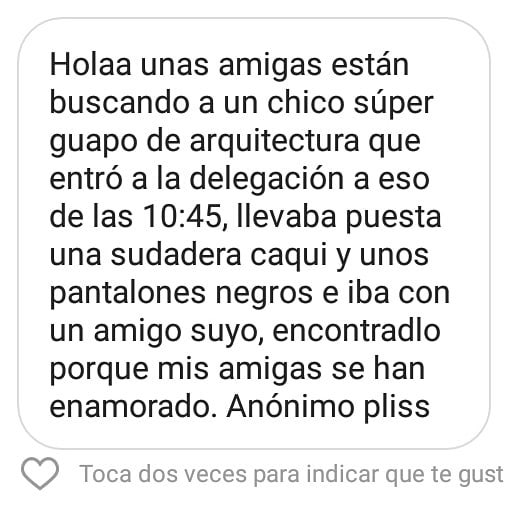 Holaa unas amigas están
buscando a un chico súper
guapo de arquitectura que
entró a la delegación a eso
de las 10:45, llevaba puesta
una sudadera caqui y unos
pantalones negros e iba con
un amigo suyo, encontradlo
porque mis amigas se han
enamorado. Anónimo pliss
Toca dos veces para indicar que te gust